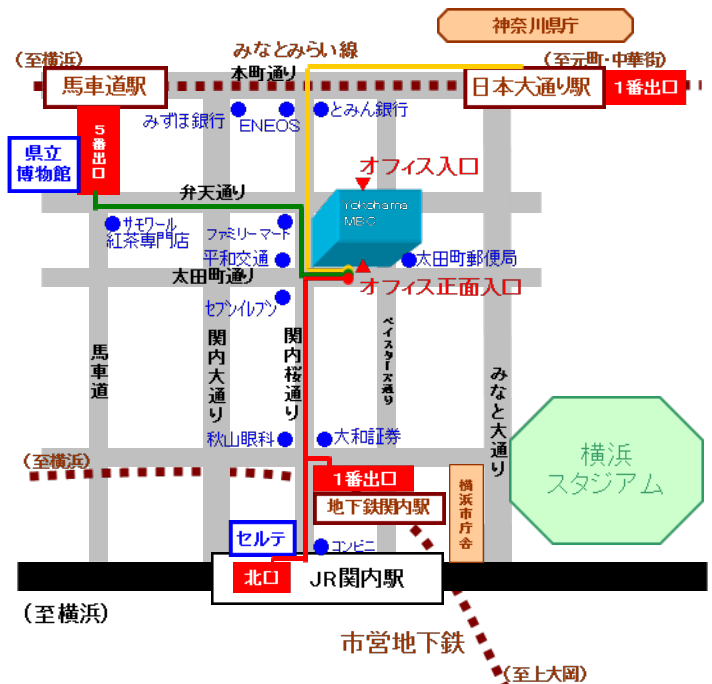 神奈川県庁
みなとみらい線
(至横浜)
本町通り
(至元町・中華街)
馬車道駅
日本大通り駅
1番出口
5番出口
みずほ銀行
ENEOS
とみん銀行
県立
博物館
オフィス入口
弁天通り
Yokohama
MBC
サモワール
紅茶専門店
ファミリーマート
平和交通
太田町郵便局
太田町通り
オフィス正面入口
セブンイレブン
馬車道
関内大通り
関内桜通り
ベイスターズ通り
みなと大通り
秋山眼科
大和証券
横浜
スタジアム
(至横浜)
1番出口
地下鉄関内駅
横浜市庁舎
セルテ
コンビニ
北口
JR関内駅
(至横浜)
市営地下鉄
(至上大岡)